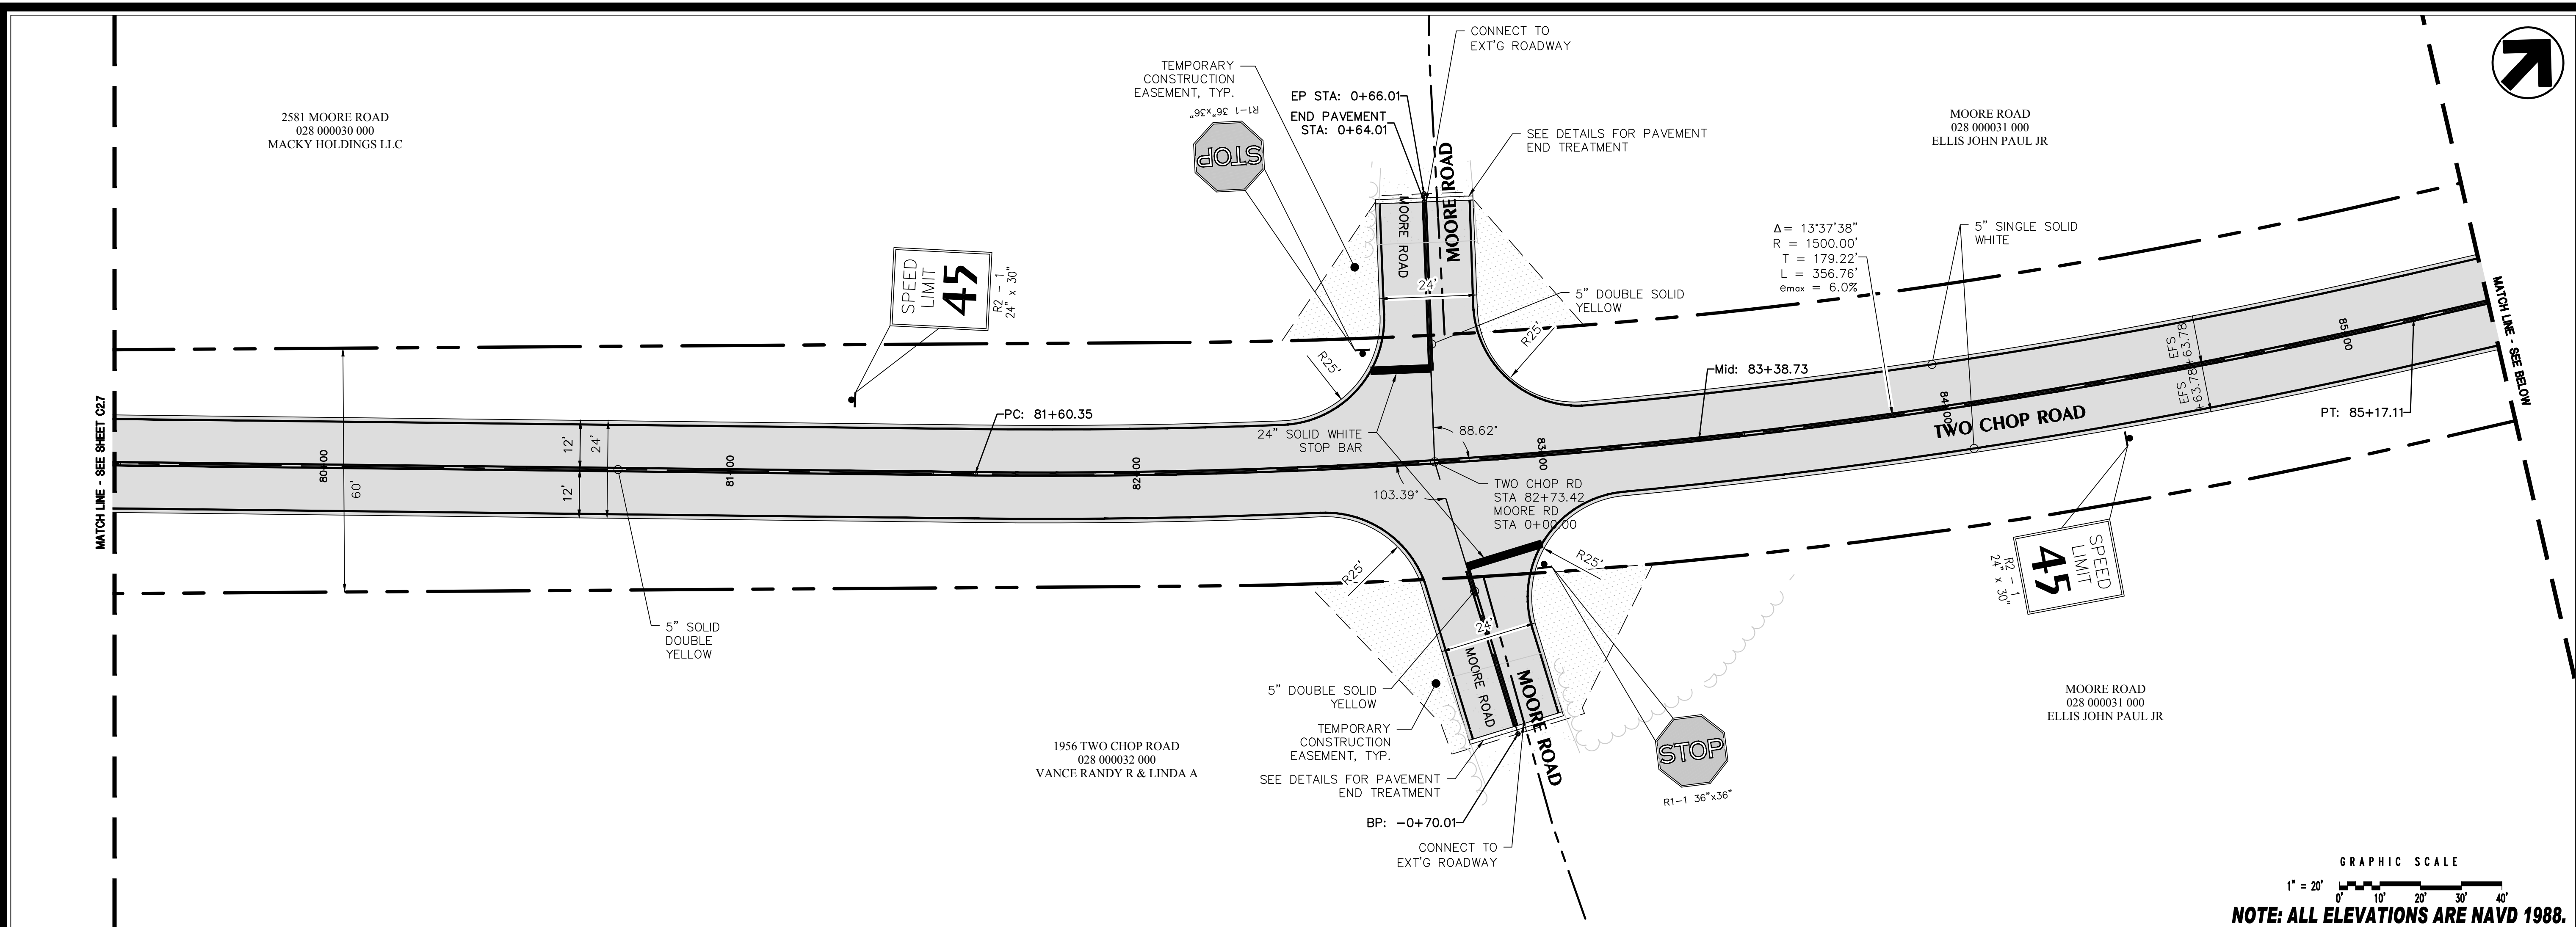 CONNECT TO
EXT'G ROADWAY
TEMPORARY
CONSTRUCTION
EASEMENT, TYP.
R1-1 36"x36"
STOP
EP STA: 0+66.01
END PAVEMENT
STA: 0+64.01
SEE DETAILS FOR PAVEMENT
END TREATMENT
2581 MOORE ROAD
028 000030 000
MACKY HOLDINGS LLC
MOORE ROAD
028 000031 000
ELLIS JOHN PAUL JR
MOORE ROAD
MOORE ROAD
24'
5" DOUBLE SOLID
YELLOW
Δ= 13°37'38"
R = 1500.00'
T = 179.22'
L = 356.76'
emax = 6.0%
5" SINGLE SOLID
WHITE
SPEED
LIMIT
45
R2 - 1
24" x 30"
R25'
R25'
MATCH LINE - SEE SHEET C2.7
MATCH LINE - SEE BELOW
80+00
60'
12'
24'
12'
81+00
PC: 81+60.35
82+00
24" SOLID WHITE
STOP BAR
88.62°
103.39°
83+00
Mid: 83+38.73
84+00
TWO CHOP ROAD
EFS
+63.78
EFS
+63.78
85+00
PT: 85+17.11
TWO CHOP RD
STA 82+73.42
MOORE RD
STA 0+00.00
R25'
R25'
5" SOLID
DOUBLE
YELLOW
24'
MOORE ROAD
MOORE ROAD
5" DOUBLE SOLID
YELLOW
TEMPORARY
CONSTRUCTION
EASEMENT, TYP.
SEE DETAILS FOR PAVEMENT
END TREATMENT
BP: -0+70.01
CONNECT TO
EXT'G ROADWAY
STOP
R1-1 36"x36"
SPEED
LIMIT
45
R2 - 1
24" x 30"
1956 TWO CHOP ROAD
028 000032 000
VANCE RANDY R & LINDA A
MOORE ROAD
028 000031 000
ELLIS JOHN PAUL JR
GRAPHIC SCALE
1" = 20'
0' 10' 20' 30' 40'
NOTE: ALL ELEVATIONS ARE NAVD 1988.